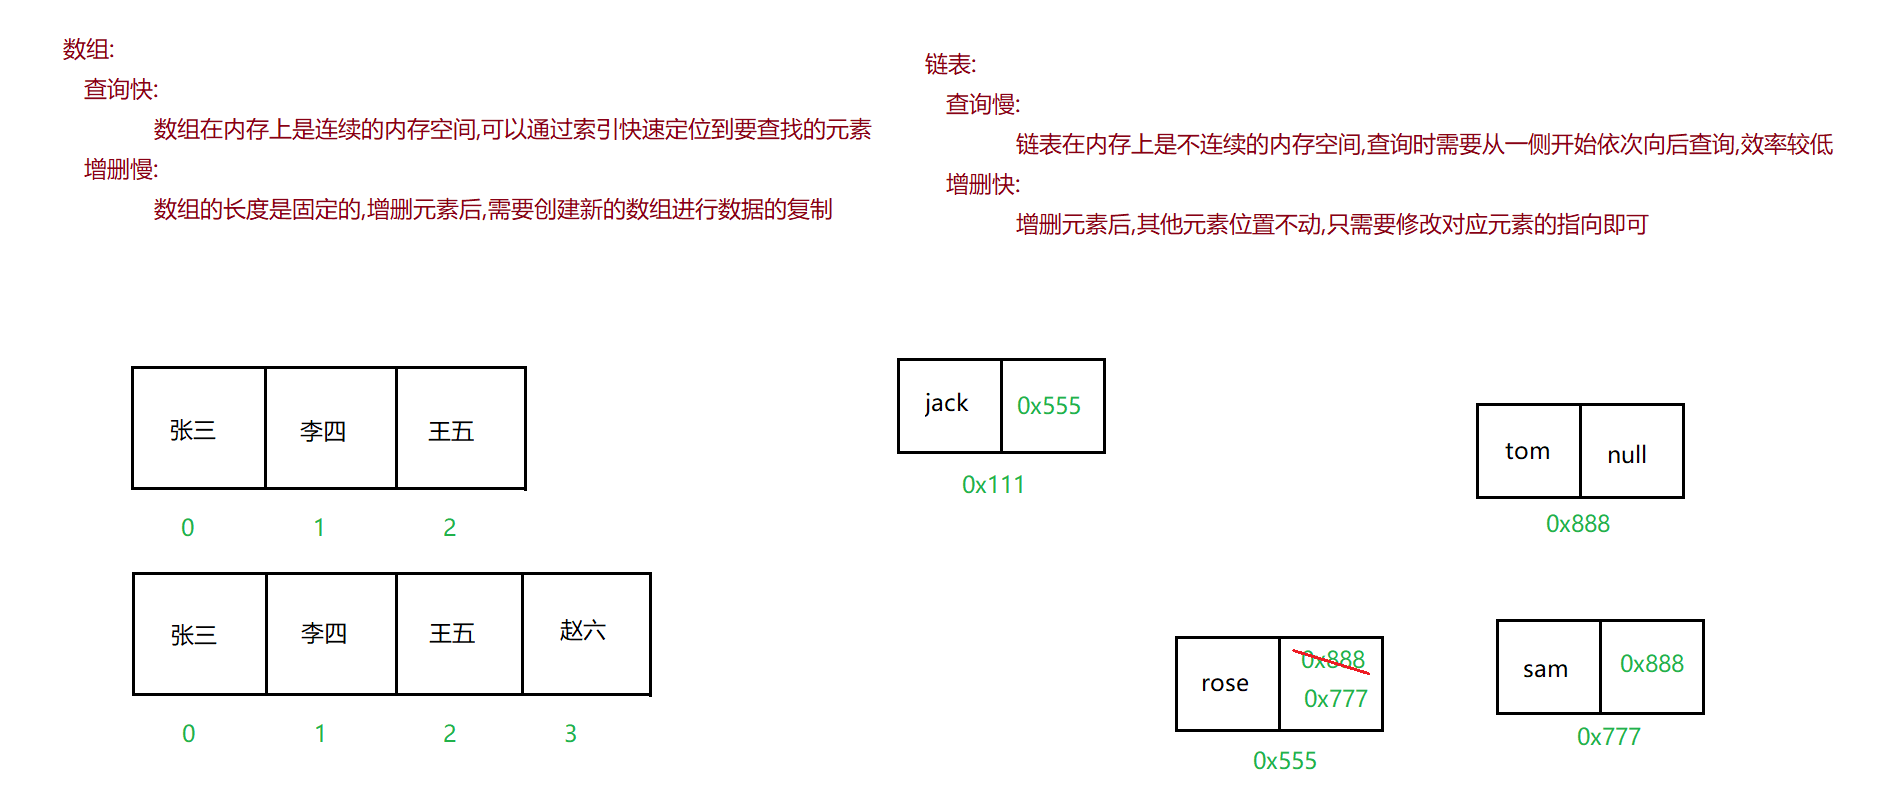 数组:
查询快:
数组在内存上是连续的内存空间,可以通过索引快速定位到要查找的元素
增删慢:
数组的长度是固定的,增删元素后,需要创建新的数组进行数据的复制
链表:
查询慢:
链表在内存上是不连续的内存空间,查询时需要从一侧开始依次向后查询,效率较低
增删快:
增删元素后,其他元素位置不动,只需要修改对应元素的指向即可
张三 李四 王五
0 1 2
张三 李四 王五 赵六
0 1 2 3
jack 0x555
0x111
tom null
0x888
rose 0x888
0x777
0x555
sam 0x888
0x777